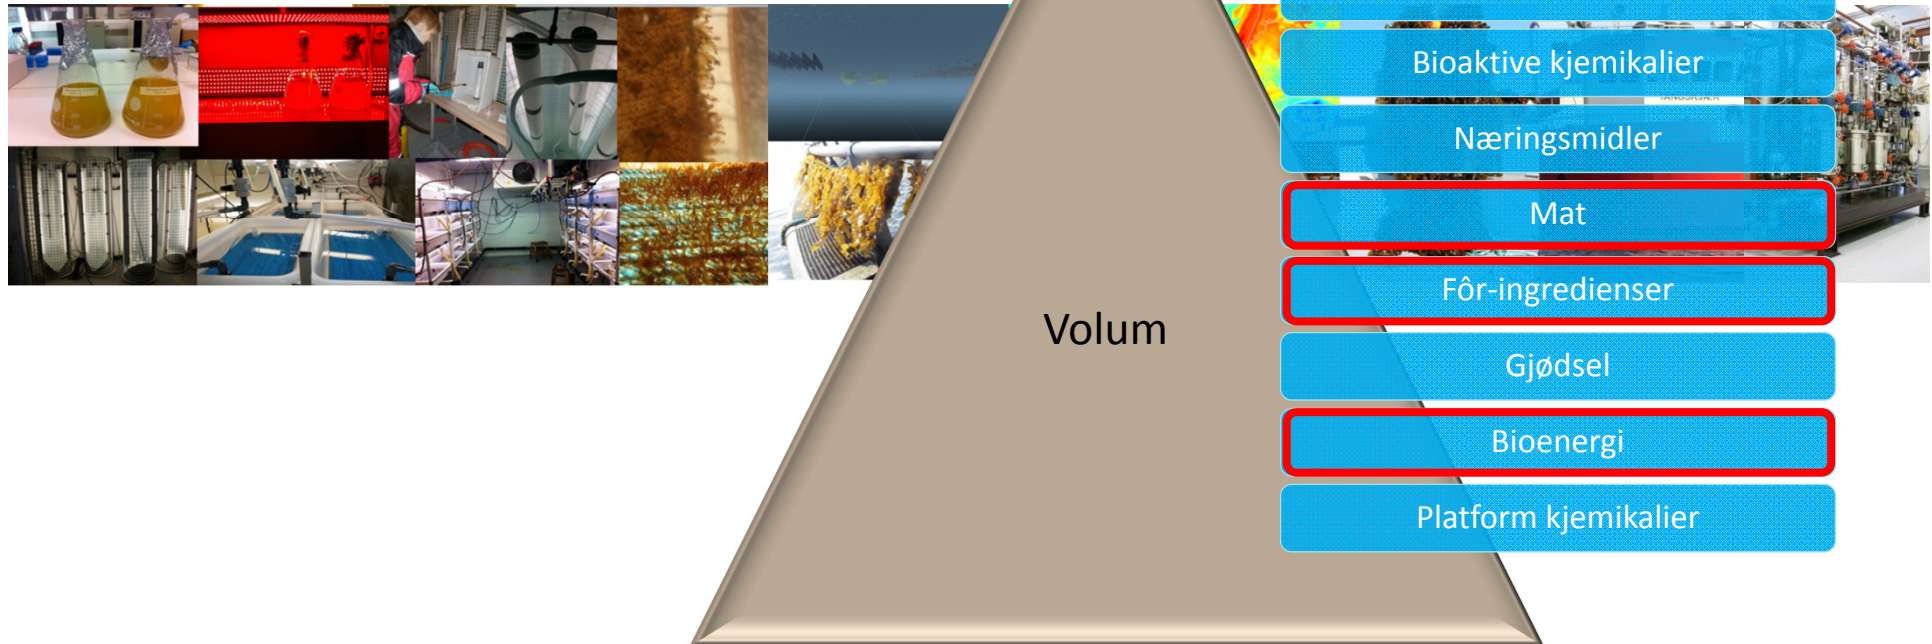 Bioaktive kjemikalier
Næringsmidler
Mat
Fôr-ingredienser
Volum
Gjødsel
Bioenergi
Platform kjemikalier